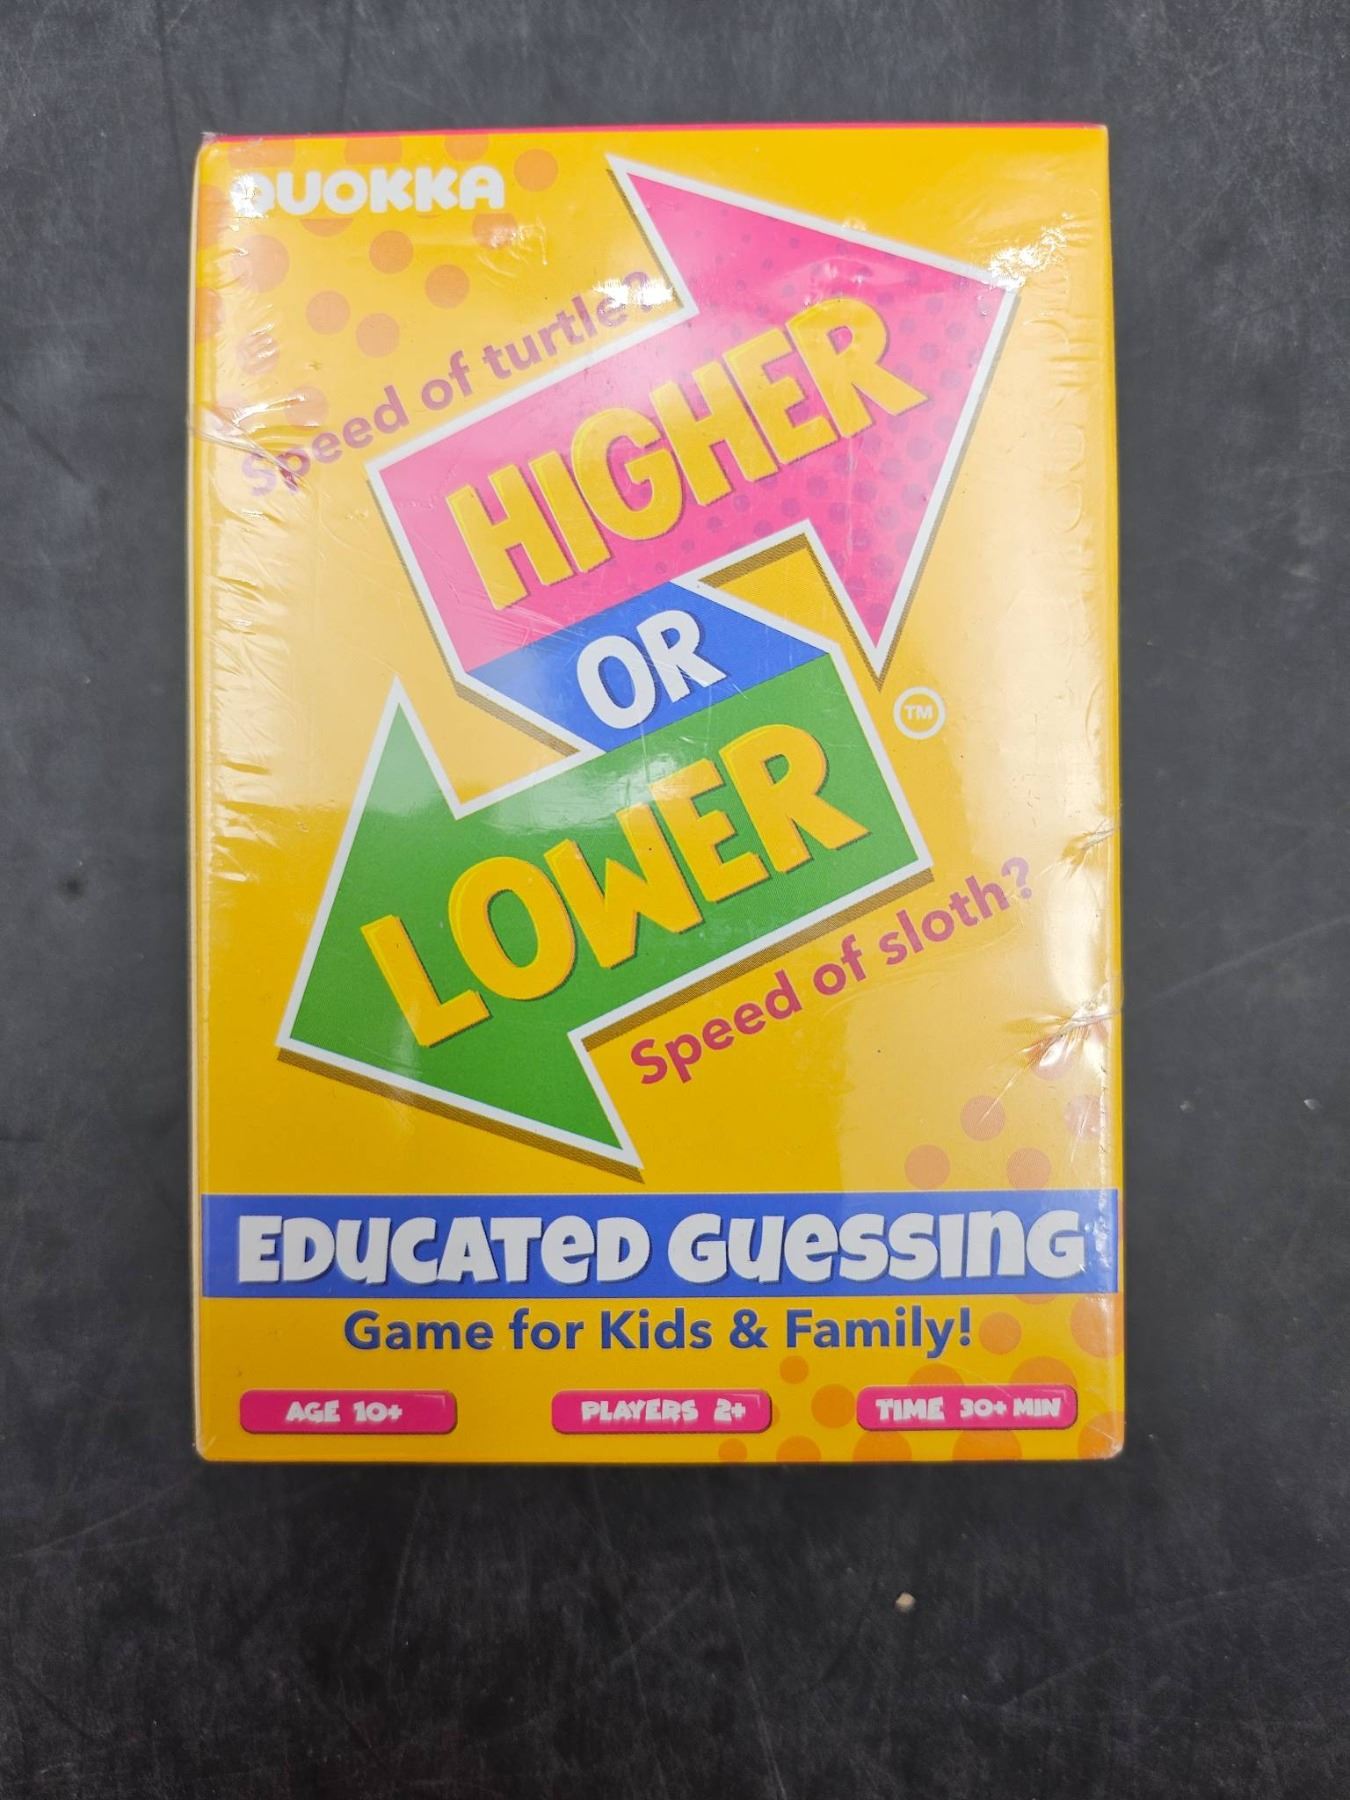 QUOKKA
Speed of turtle?
HIGHER
OR
LOWER
TM
Speed of sloth?
EDUCATED GUESSING
Game for Kids & Family!
AGE 10+
PLAYERS 2+
TIME 30+ MIN